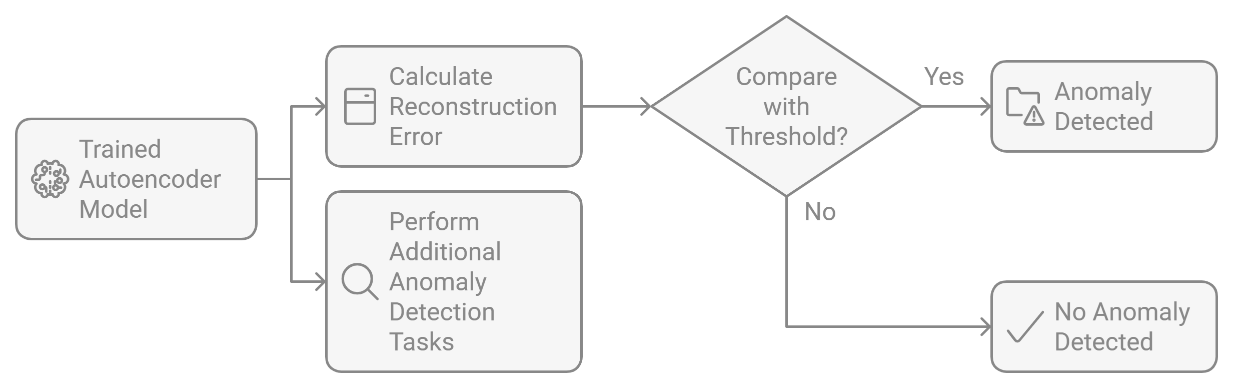 Trained
Autoencoder
Model
Calculate
Reconstruction
Error
Perform
Additional
Anomaly
Detection
Tasks
Compare
with
Threshold?
Yes
No
Anomaly
Detected
No Anomaly
Detected